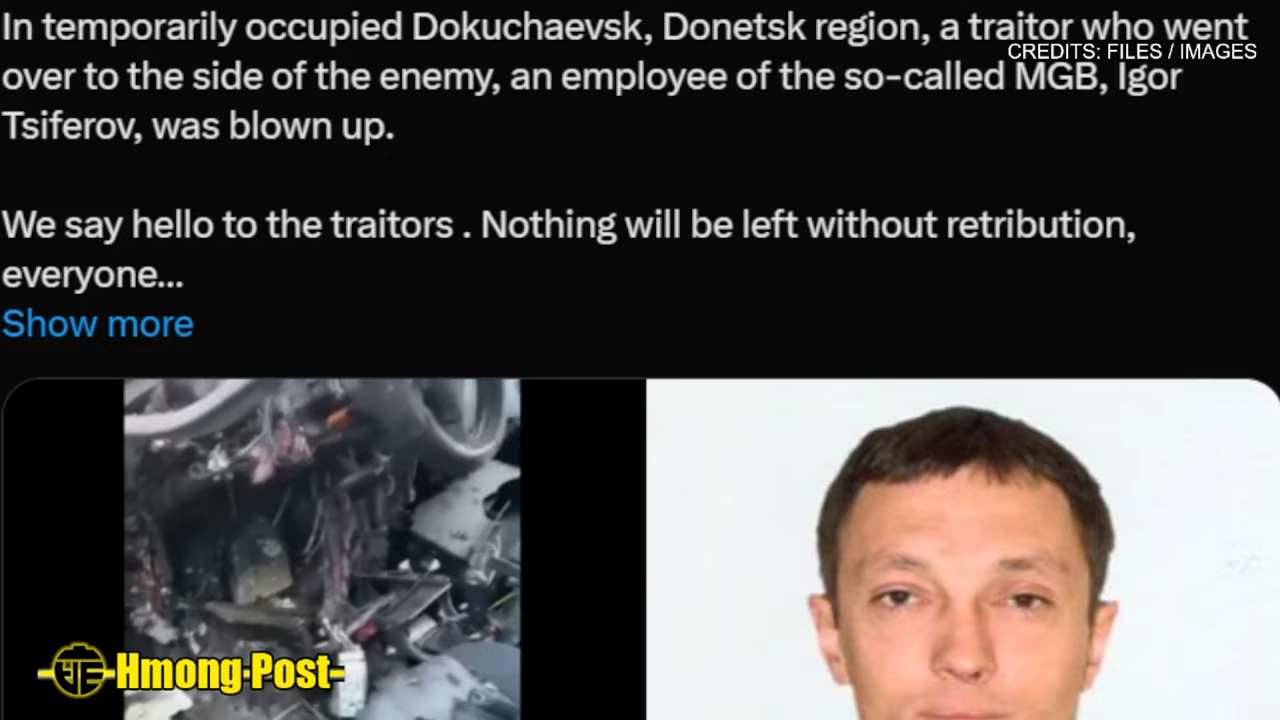 In temporarily occupied Dokuchaevsk, Donetsk region, a traitor who went
CREDITS: FILES / IMAGES
over to the side of the enemy, an employee of the so-called MGB, Igor
Tsiferov, was blown up.
We say hello to the traitors . Nothing will be left without retribution,
everyone...
Show more
Hmong-Post